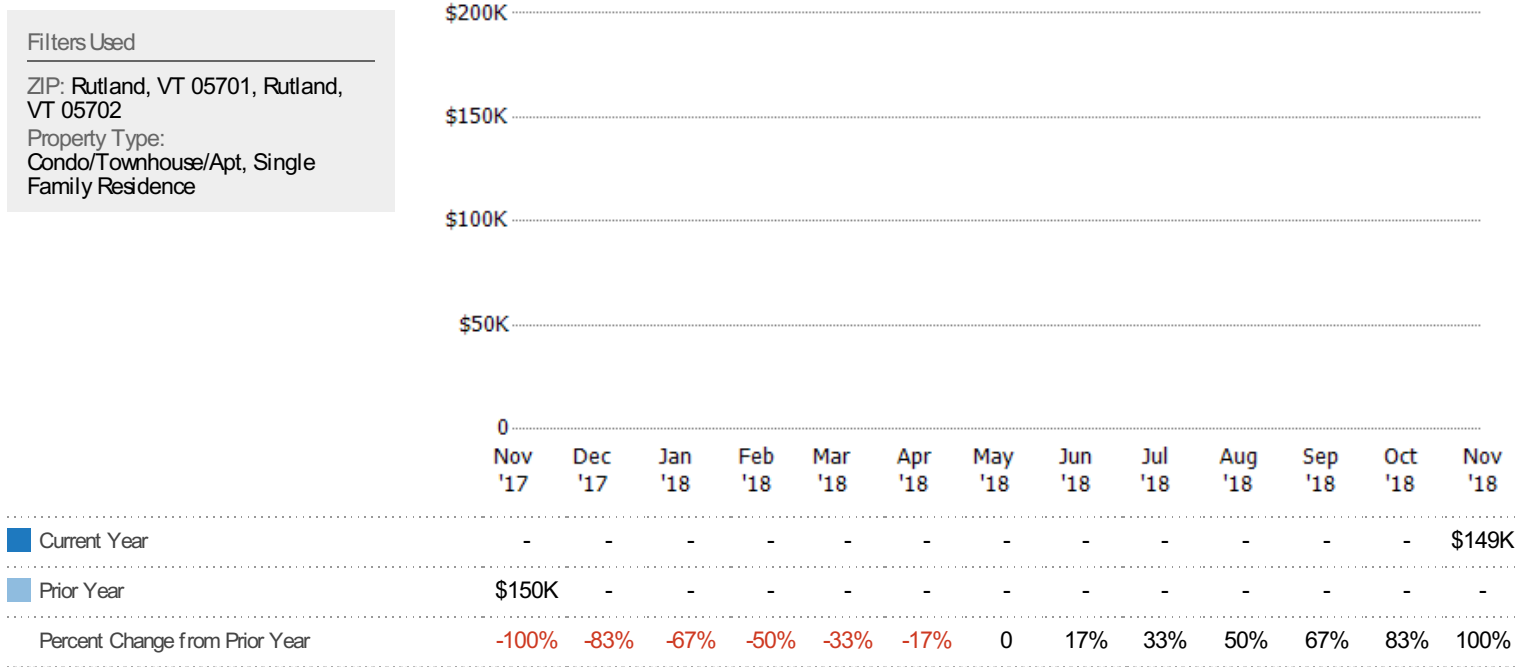 Filters Used
ZIP: Rutland, VT 05701, Rutland,
VT 05702
Property Type:
Condo/Townhouse/Apt, Single
Family Residence
$200K
$150K
$100K
$50K
0
Nov Dec Jan Feb Mar Apr May Jun Jul Aug Sep Oct Nov
'17 '17 '18 '18 '18 '18 '18 '18 '18 '18 '18 '18 '18
Current Year - - - - - - - - - - - - $149K
Prior Year $150K - - - - - - - - - - - -
Percent Change from Prior Year -100% -83% -67% -50% -33% -17% 0 17% 33% 50% 67% 83% 100%